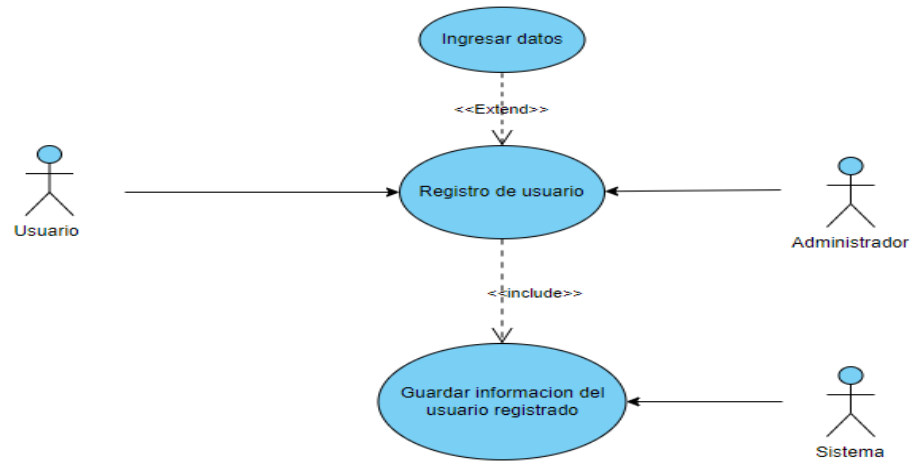 Ingresar datos
<<Extend>>
Registro de usuario
Usuario
Administrador
<<include>>
Guardar informacion del
usuario registrado
Sistema